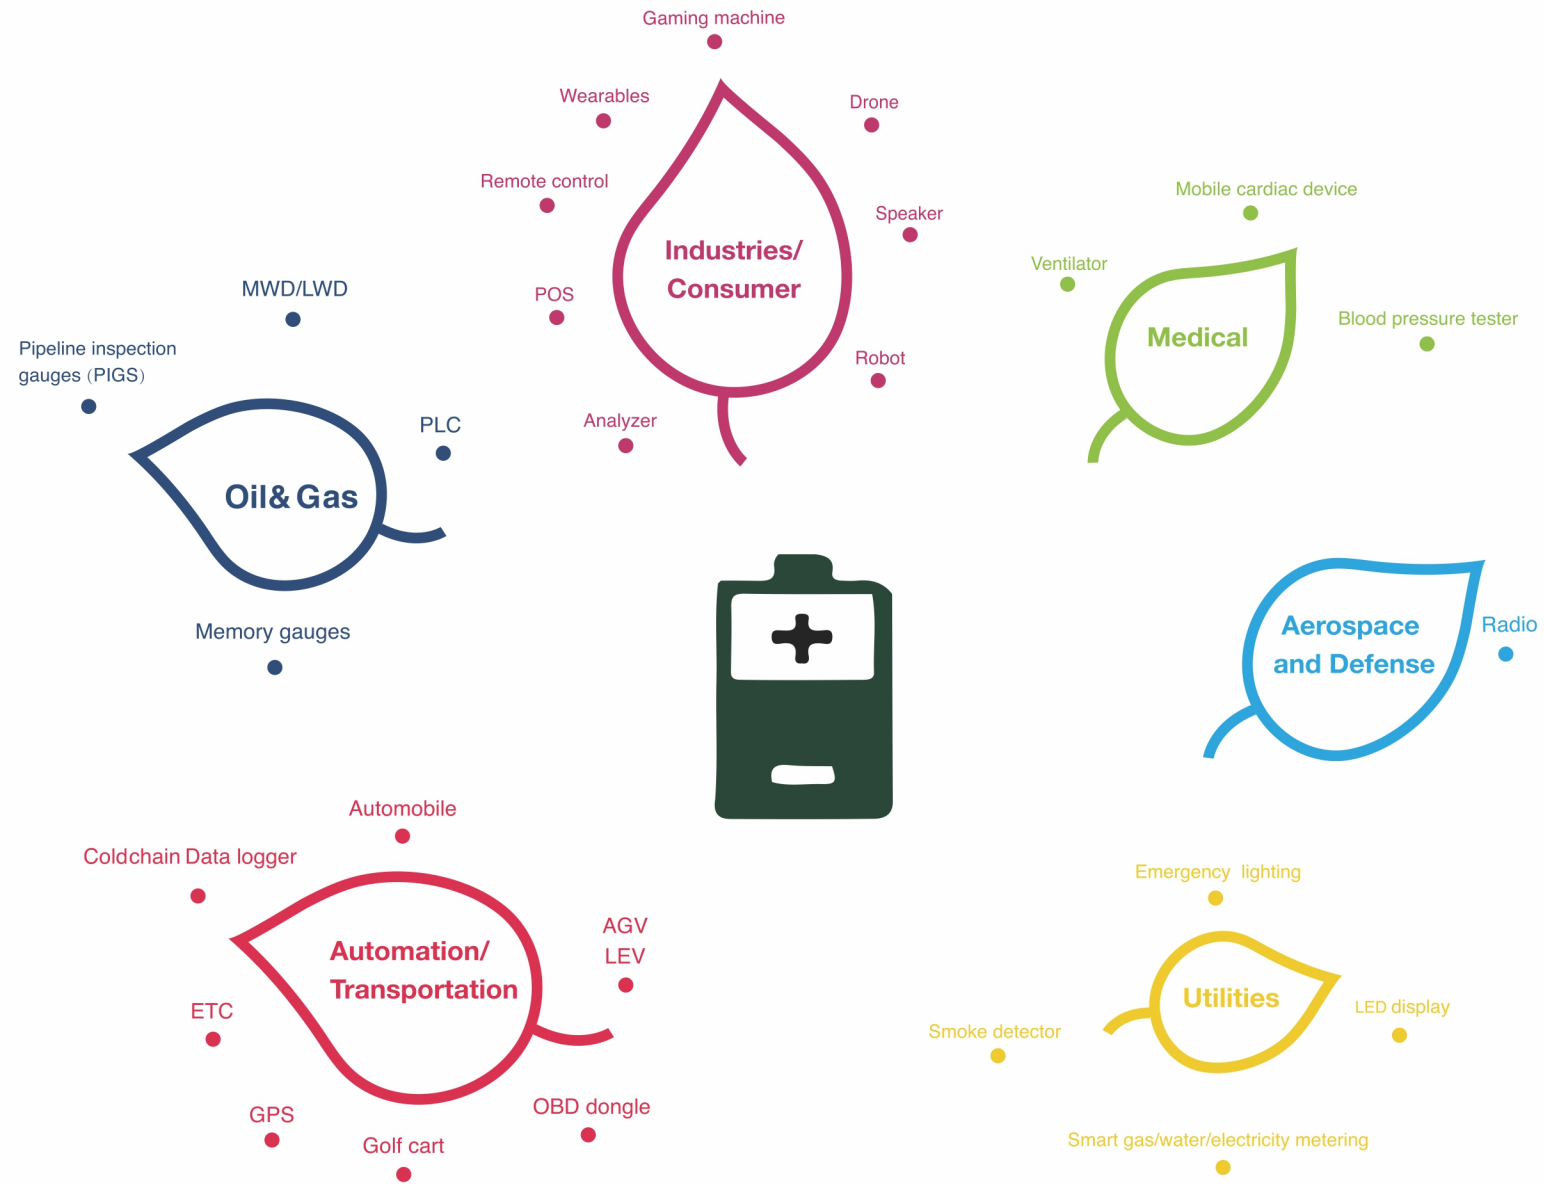 Gaming machine
Wearables
Drone
Remote control
Speaker
Industries/
Consumer
POS
Robot
Analyzer
Mobile cardiac device
Ventilator
Medical
Blood pressure tester
MWD/LWD
Pipeline inspection
gauges (PIGS)
PLC
Oil& Gas
Memory gauges
Aerospace
and Defense
Radio
Automobile
Coldchain Data logger
AGV
LEV
Automation/
Transportation
ETC
GPS
Golf cart
OBD dongle
Emergency lighting
Utilities
LED display
Smoke detector
Smart gas/water/electricity metering